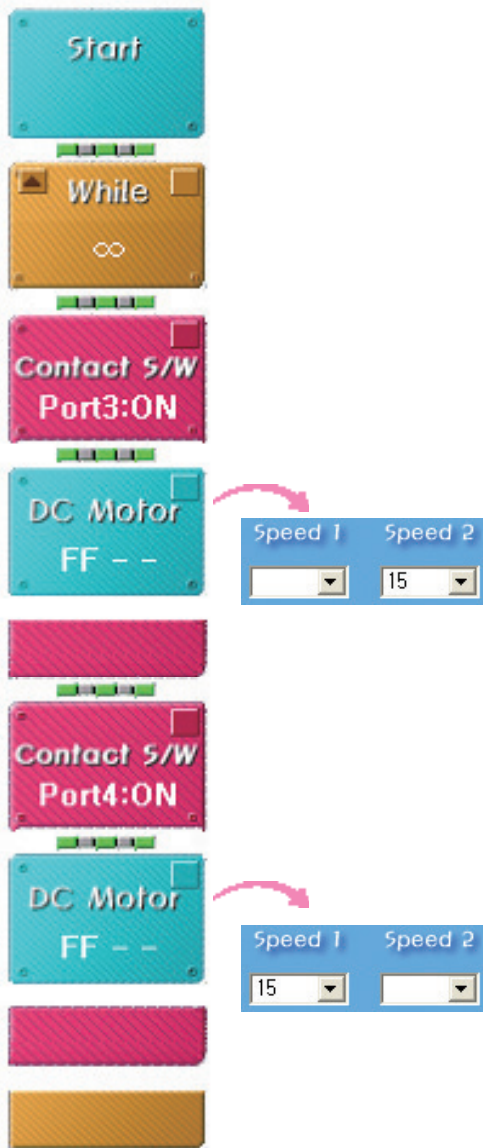 Start
While
∞
Contact S/W
Port3:ON
DC Motor
FF - -
Speed 1 Speed 2
15
Contact S/W
Port4:ON
DC Motor
FF - -
Speed 1 Speed 2
15